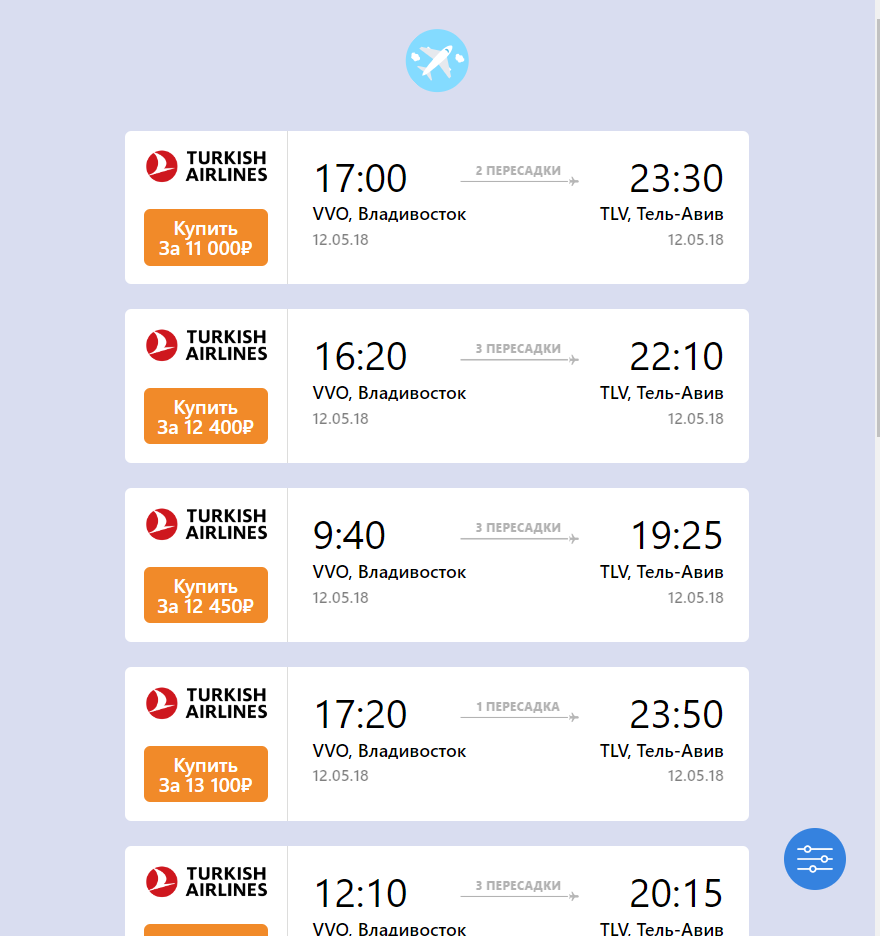 TURKISH
AIRLINES
Купить
За 11 000₽
17:00
2 ПЕРЕСАДКИ
23:30
VVO, Владивосток
TLV, Тель-Авив
12.05.18
12.05.18
TURKISH
AIRLINES
Купить
За 12 400₽
16:20
3 ПЕРЕСАДКИ
22:10
VVO, Владивосток
TLV, Тель-Авив
12.05.18
12.05.18
TURKISH
AIRLINES
Купить
За 12 450₽
9:40
3 ПЕРЕСАДКИ
19:25
VVO, Владивосток
TLV, Тель-Авив
12.05.18
12.05.18
TURKISH
AIRLINES
Купить
За 13 100₽
17:20
1 ПЕРЕСАДКА
23:50
VVO, Владивосток
TLV, Тель-Авив
12.05.18
12.05.18
TURKISH
AIRLINES
12:10
3 ПЕРЕСАДКИ
20:15
VVO, Владивосток
TLV, Тель-Авив